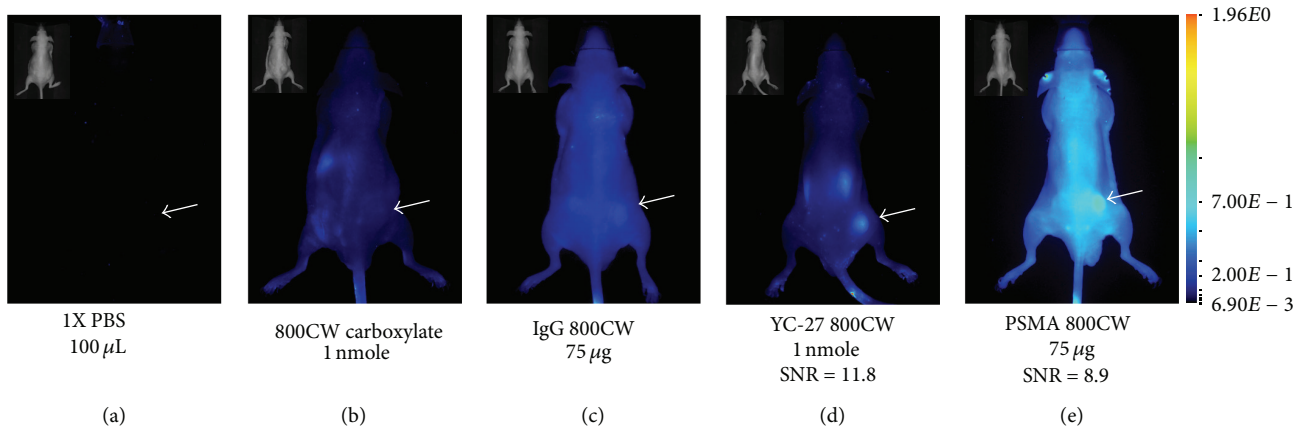 1.96E0
7.00E − 1
2.00E − 1
6.90E − 3
1X PBS
100 μL
800CW carboxylate
1 nmole
IgG 800CW
75 μg
YC-27 800CW
1 nmole
SNR = 11.8
PSMA 800CW
75 μg
SNR = 8.9
(a)
(b)
(c)
(d)
(e)